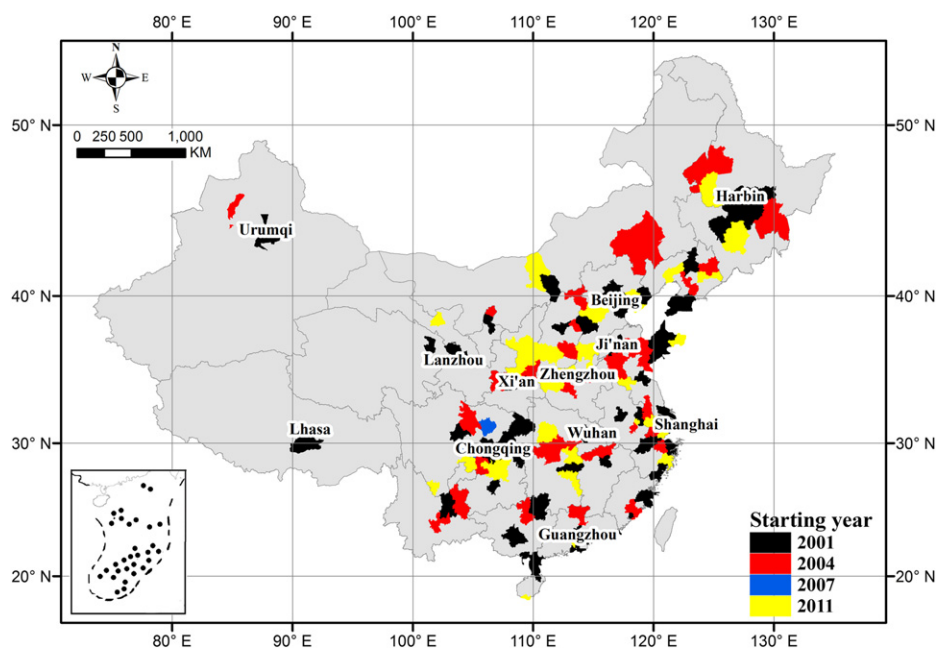 80° E 90° E 100° E 110° E 120° E 130° E
N
W E
S
0 250 500 1,000
KM
50° N 50° N
Harbin
Urumqi
40° N 40° N
Beijing
Lanzhou
Ji'nan
Xi'an
Zhengzhou
Lhasa
Wuhan
Shanghai
30° N 30° N
Chongqing
Guangzhou
Starting year
2001
2004
2007
2011
20° N 20° N
80° E 90° E 100° E 110° E 120° E 130° E